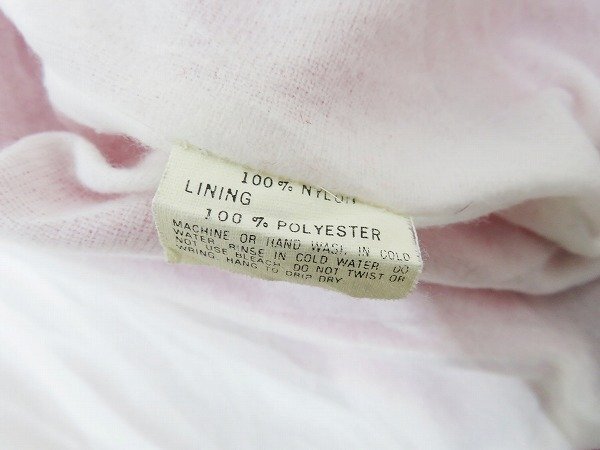 100% NYLON
LINING
100% POLYESTER
MACHINE OR HAND WASH IN COLD
WATER. RINSE IN COLD WATER. DO
NOT USE BLEACH. DO NOT TWIST OR
WRING. HANG TO DRIP DRY